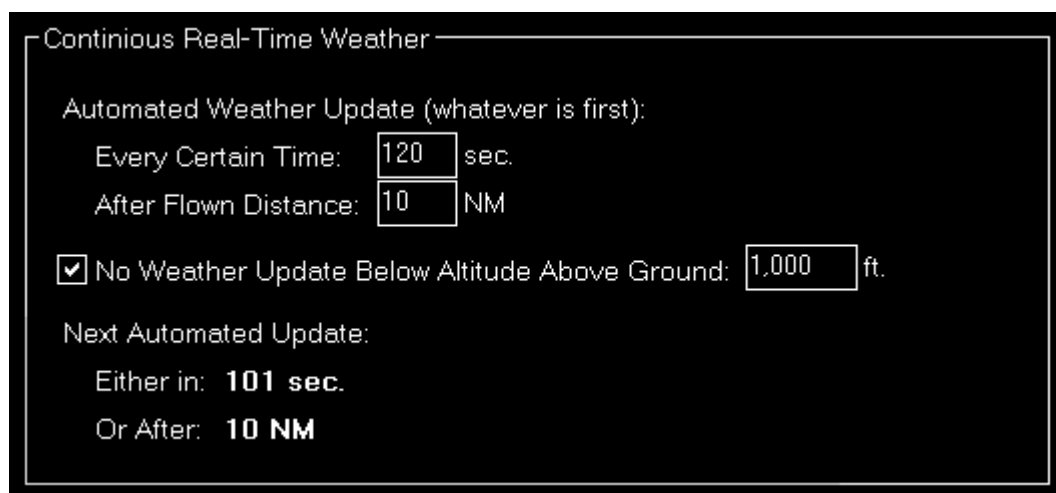 Continious Real-Time Weather
Automated Weather Update (whatever is first):
Every Certain Time: 120 sec.
After Flown Distance: 10 NM
No Weather Update Below Altitude Above Ground: 1,000 ft.
Next Automated Update:
Either in: 101 sec.
Or After: 10 NM